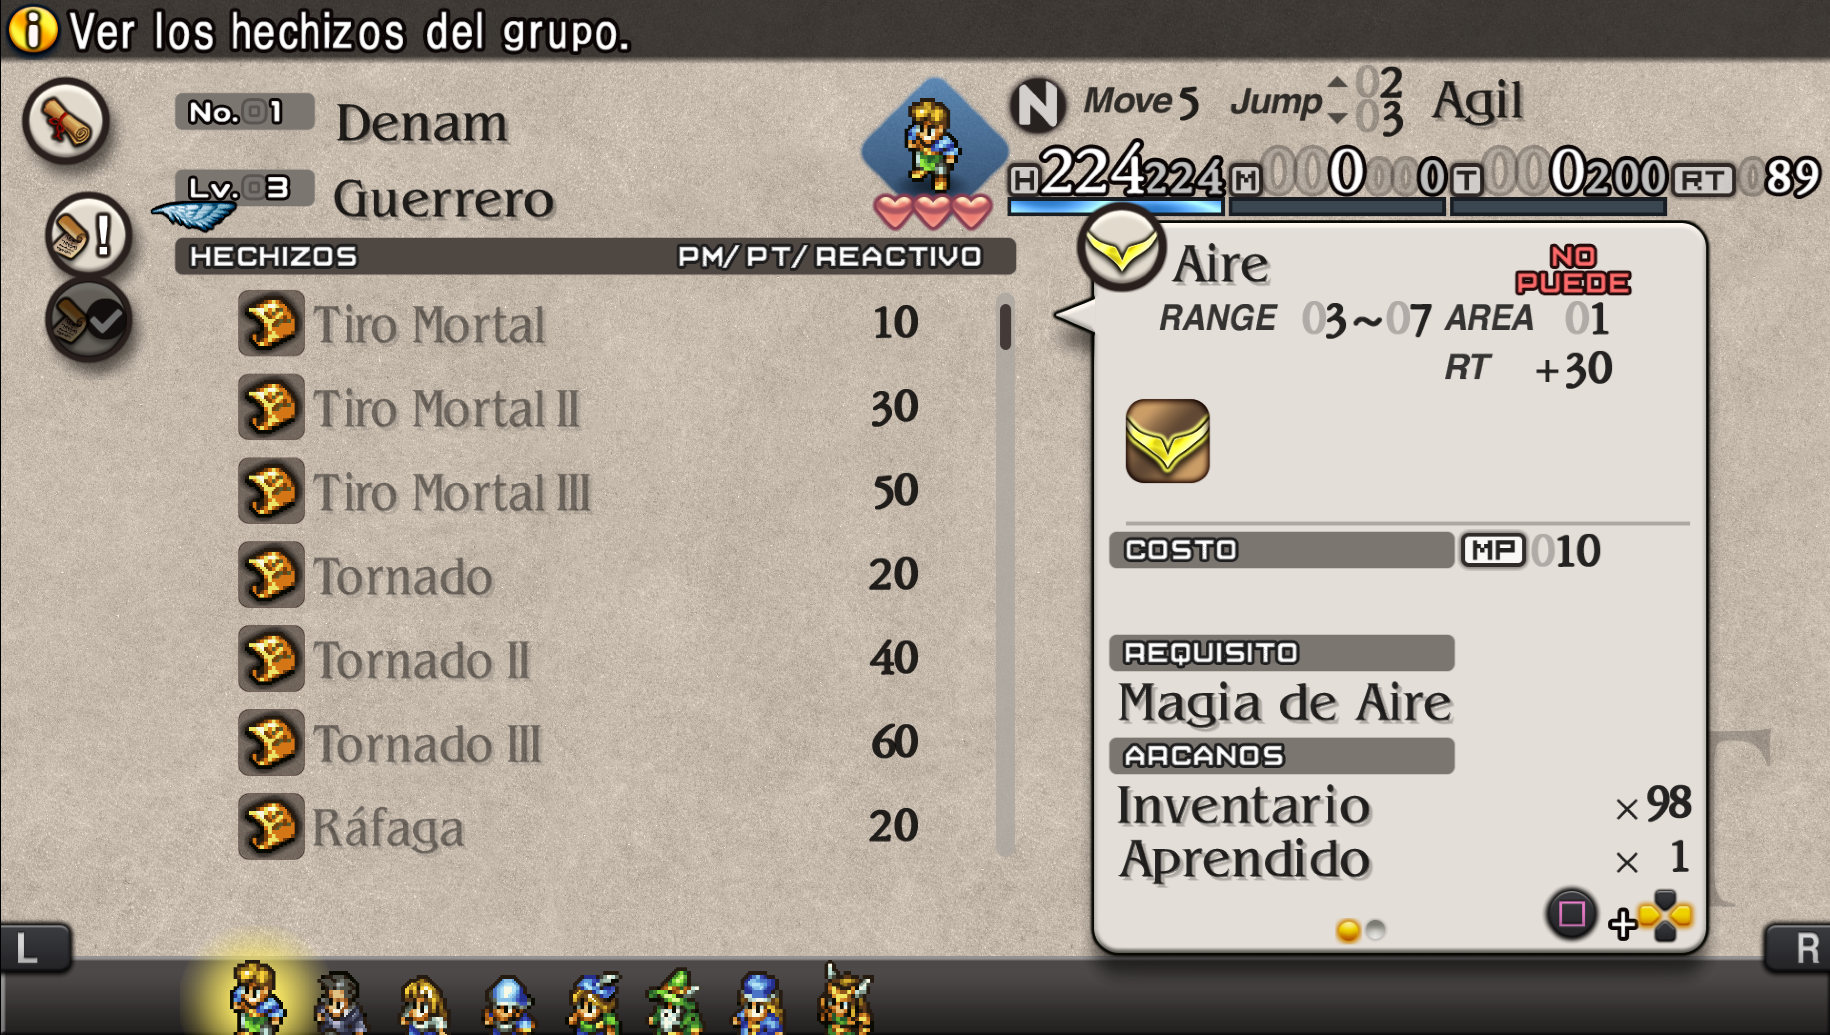 Ver los hechizos del grupo.
No.01 Denam
Lv.03 Guerrero
N Move 5 Jump 02 03 Agil
H 224 224 M 000 0 000 0 T 000 0 200 RT 089
HECHIZOS PM/PT/REACTIVO
Tiro Mortal 10
Tiro Mortal II 30
Tiro Mortal III 50
Tornado 20
Tornado II 40
Tornado III 60
Ráfaga 20
Aire NO PUEDE
RANGE 03~07 AREA 01
RT +30
COSTO MP 010
REQUISITO
Magia de Aire
ARCANOS
Inventario ×98
Aprendido × 1
+
L R